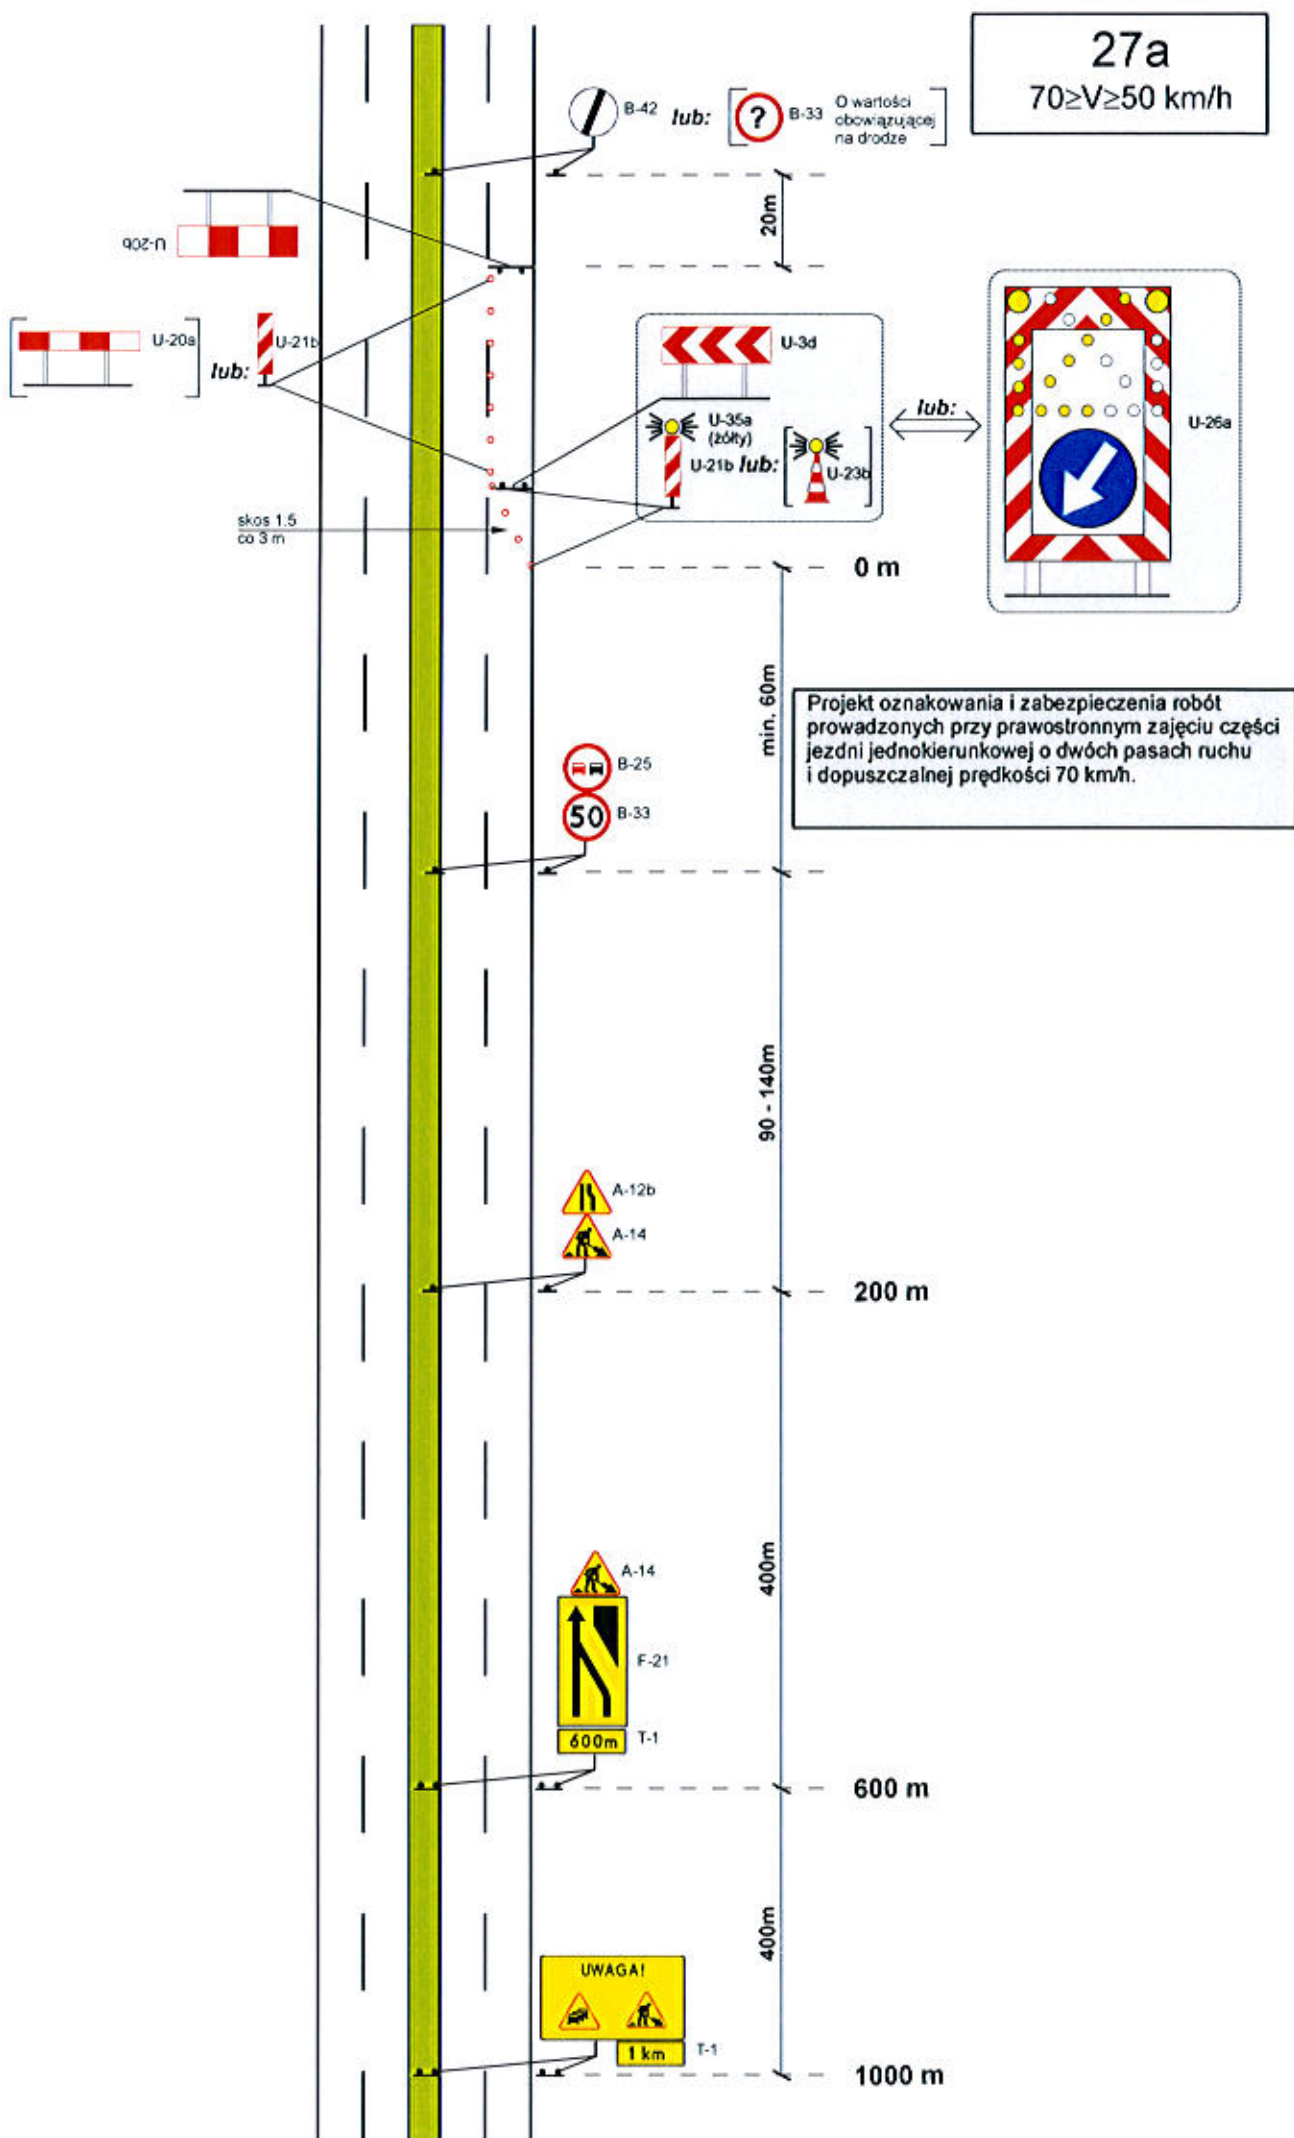 27a
70≥V≥50 km/h
B-42
lub:
?
B-33
O wartości
obowiązującej
na drodze
20m
U-20b
U-20a
lub:
U-21b
U-3d
U-35a
(żółty)
U-21b
lub:
U-23b
lub:
U-26a
skos 1.5
co 3 m
0 m
min. 60m
Projekt oznakowania i zabezpieczenia robót
prowadzonych przy prawostronnym zajęciu części
jezdni jednokierunkowej o dwóch pasach ruchu
i dopuszczalnej prędkości 70 km/h.
B-25
50
B-33
90 - 140m
A-12b
A-14
200 m
400m
A-14
F-21
600m
T-1
600 m
400m
UWAGA!
1 km
T-1
1000 m